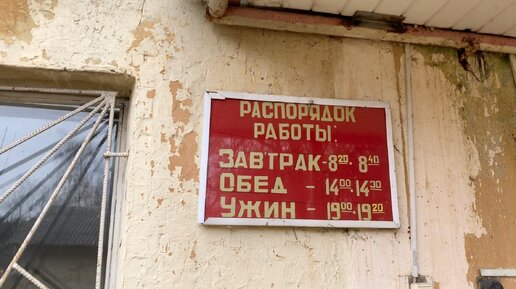 РАСПОРЯДОК
РАБОТЫ:
ЗАВТРАК - 8²⁰- 8⁴⁰
ОБЕД - 14⁰⁰-14³⁰
УЖИН - 19⁰⁰-19²⁰